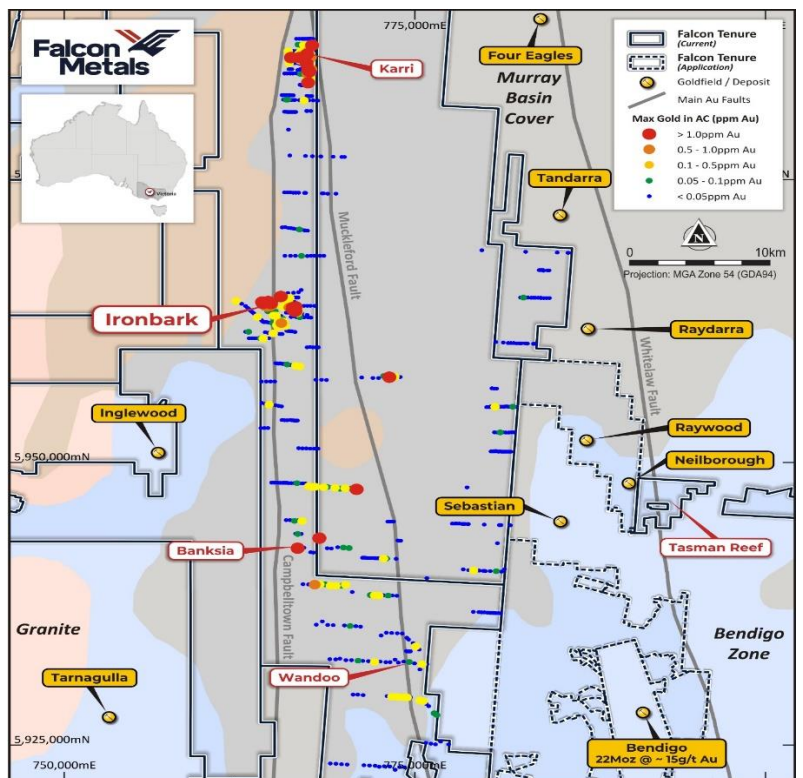 Falcon
Metals
Victoria
775,000mE
Four Eagles
Murray
Basin
Cover
Karri
Falcon Tenure
(Current)
Falcon Tenure
(Application)
Goldfield / Deposit
Main Au Faults
Max Gold in AC (ppm Au)
> 1.0ppm Au
0.5 - 1.0ppm Au
0.1 - 0.5ppm Au
0.05 - 0.1ppm Au
< 0.05ppm Au
N
0
10km
Projection: MGA Zone 54 (GDA94)
Tandarra
Muckleford Fault
Ironbark
Raydarra
Whitelaw Fault
Inglewood
Raywood
5,950,000mN
Neilborough
Sebastian
Banksia
Tasman Reef
Campbelltown Fault
Granite
Bendigo
Zone
Wandoo
Tarnagulla
5,925,000mN
Bendigo
22Moz @ ~ 15g/t Au
750,000mE
775,000mE